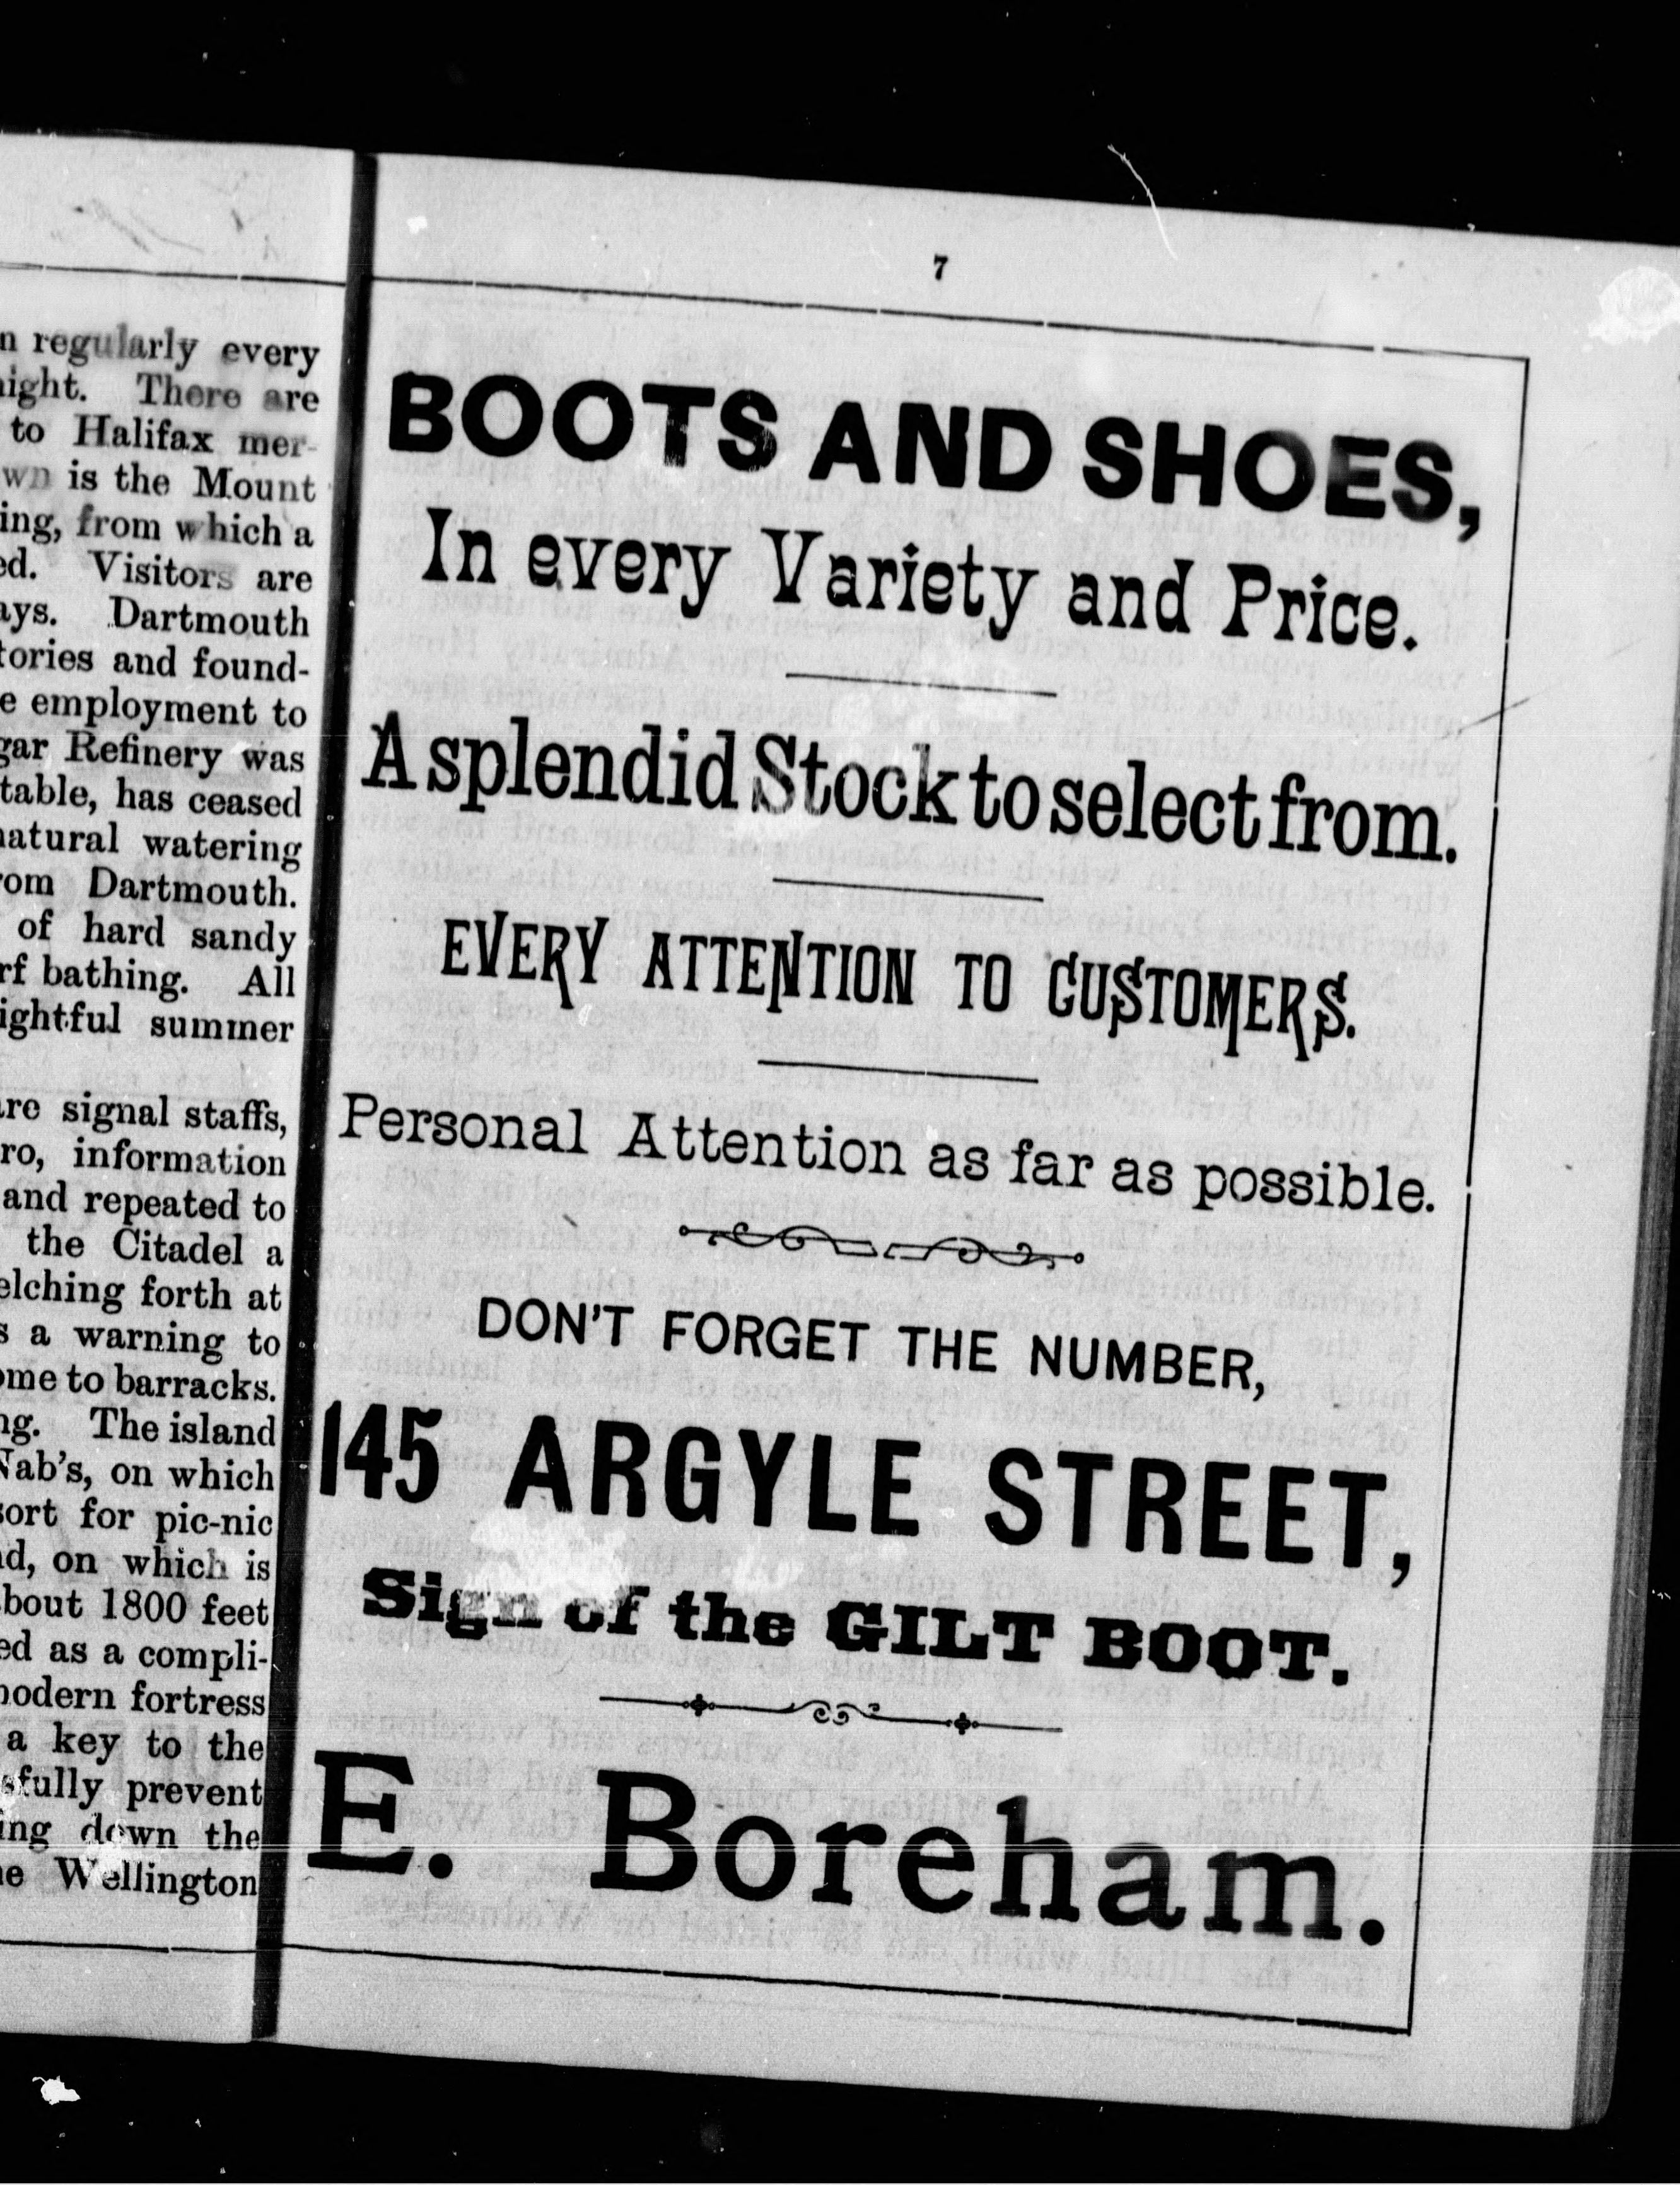 n regularly every
night. There are
to Halifax mer-
wn is the Mount
ing, from which a
ed. Visitors are
ays. Dartmouth
tories and found-
e employment to
gar Refinery was
table, has ceased
natural watering
rom Dartmouth.
of hard sandy
rf bathing. All
ightful summer
are signal staffs,
ro, information
and repeated to
the Citadel a
elching forth at
s a warning to
ome to barracks.
ng. The island
Nab's, on which
sort for pic-nic
nd, on which is
about 1800 feet
ed as a compli-
modern fortress
a key to the
sfully prevent
ing down the
he Wellington
7
BOOTS AND SHOES,
In every Variety and Price.
A splendid Stock to select from.
EVERY ATTENTION TO CUSTOMERS.
Personal Attention as far as possible.
DON'T FORGET THE NUMBER,
145 ARGYLE STREET,
Sign of the GILT BOOT.
E. Boreham.